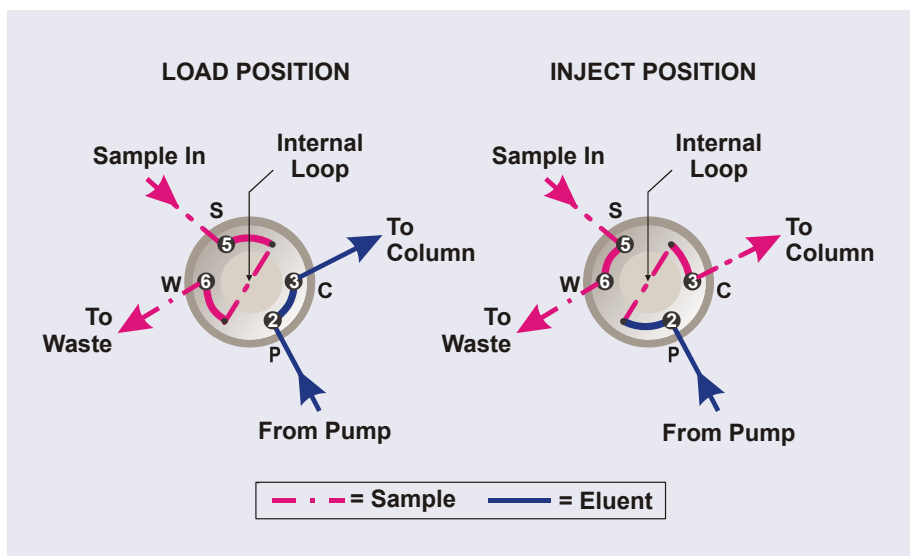 LOAD POSITION
Sample In
Internal
Loop
S
5
To
Column
W
6
3
C
To
Waste
2
P
From Pump
INJECT POSITION
Sample In
Internal
Loop
S
5
To
Column
W
6
3
C
To
Waste
2
P
From Pump
= Sample
= Eluent